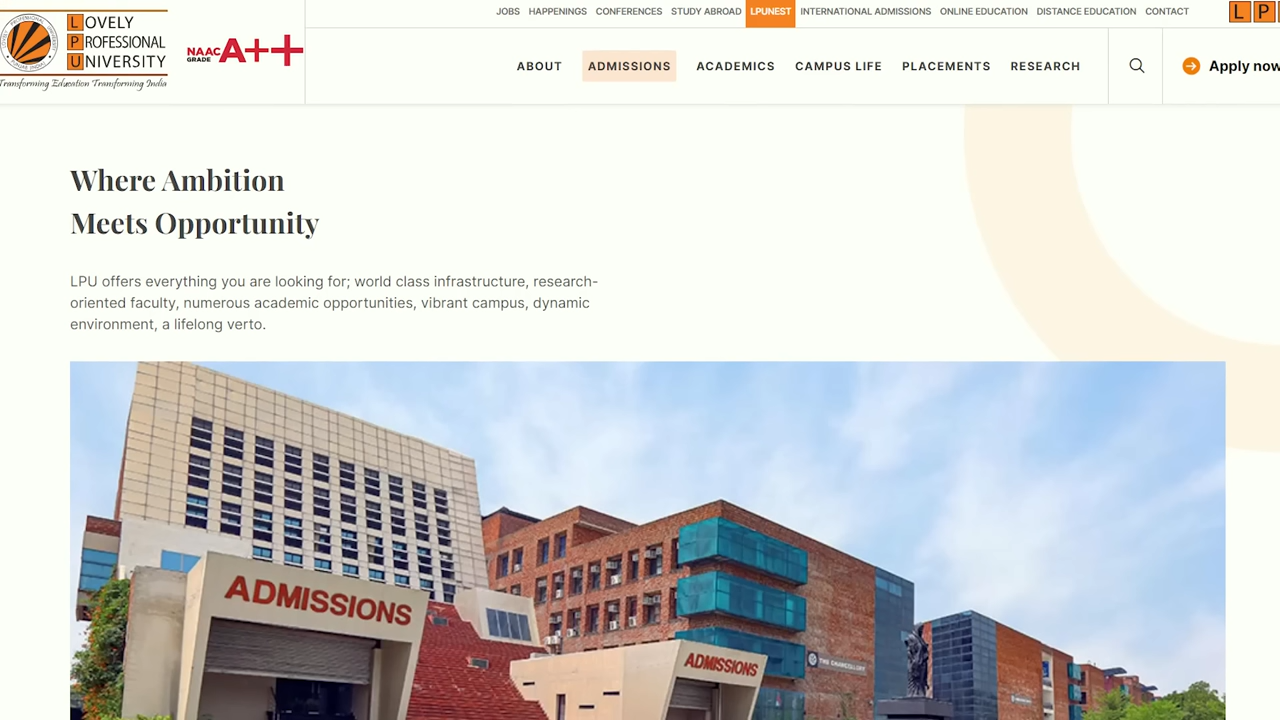 LOVELY
PROFESSIONAL
UNIVERSITY
Transforming Education Transforming India
NAAC
GRADE
A++
JOBS HAPPENINGS CONFERENCES STUDY ABROAD LPUNEST INTERNATIONAL ADMISSIONS ONLINE EDUCATION DISTANCE EDUCATION CONTACT
L P
ABOUT ADMISSIONS ACADEMICS CAMPUS LIFE PLACEMENTS RESEARCH
Apply now
Where Ambition
Meets Opportunity
LPU offers everything you are looking for; world class infrastructure, research-
oriented faculty, numerous academic opportunities, vibrant campus, dynamic
environment, a lifelong verto.
ADMISSIONS
ADMISSIONS
THE CHANCELLORY